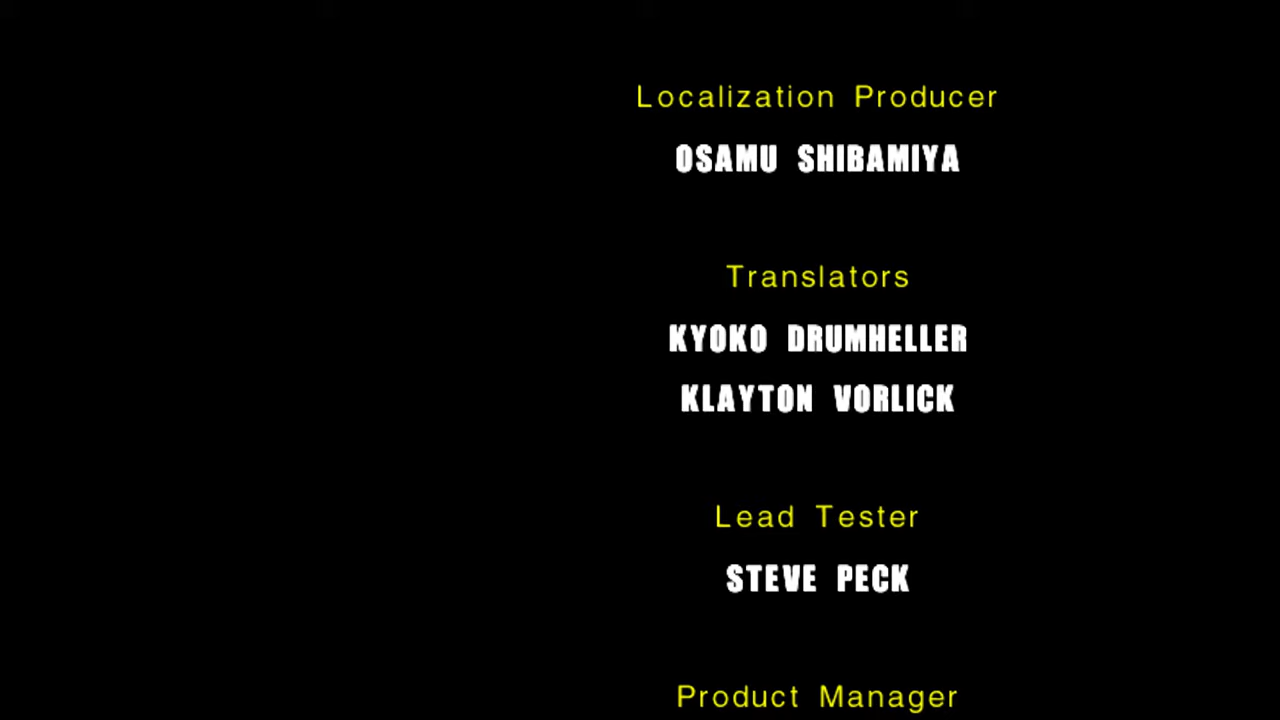 Localization Producer
OSAMU SHIBAMIYA
Translators
KYOKO DRUMHELLER
KLAYTON VORLICK
Lead Tester
STEVE PECK
Product Manager